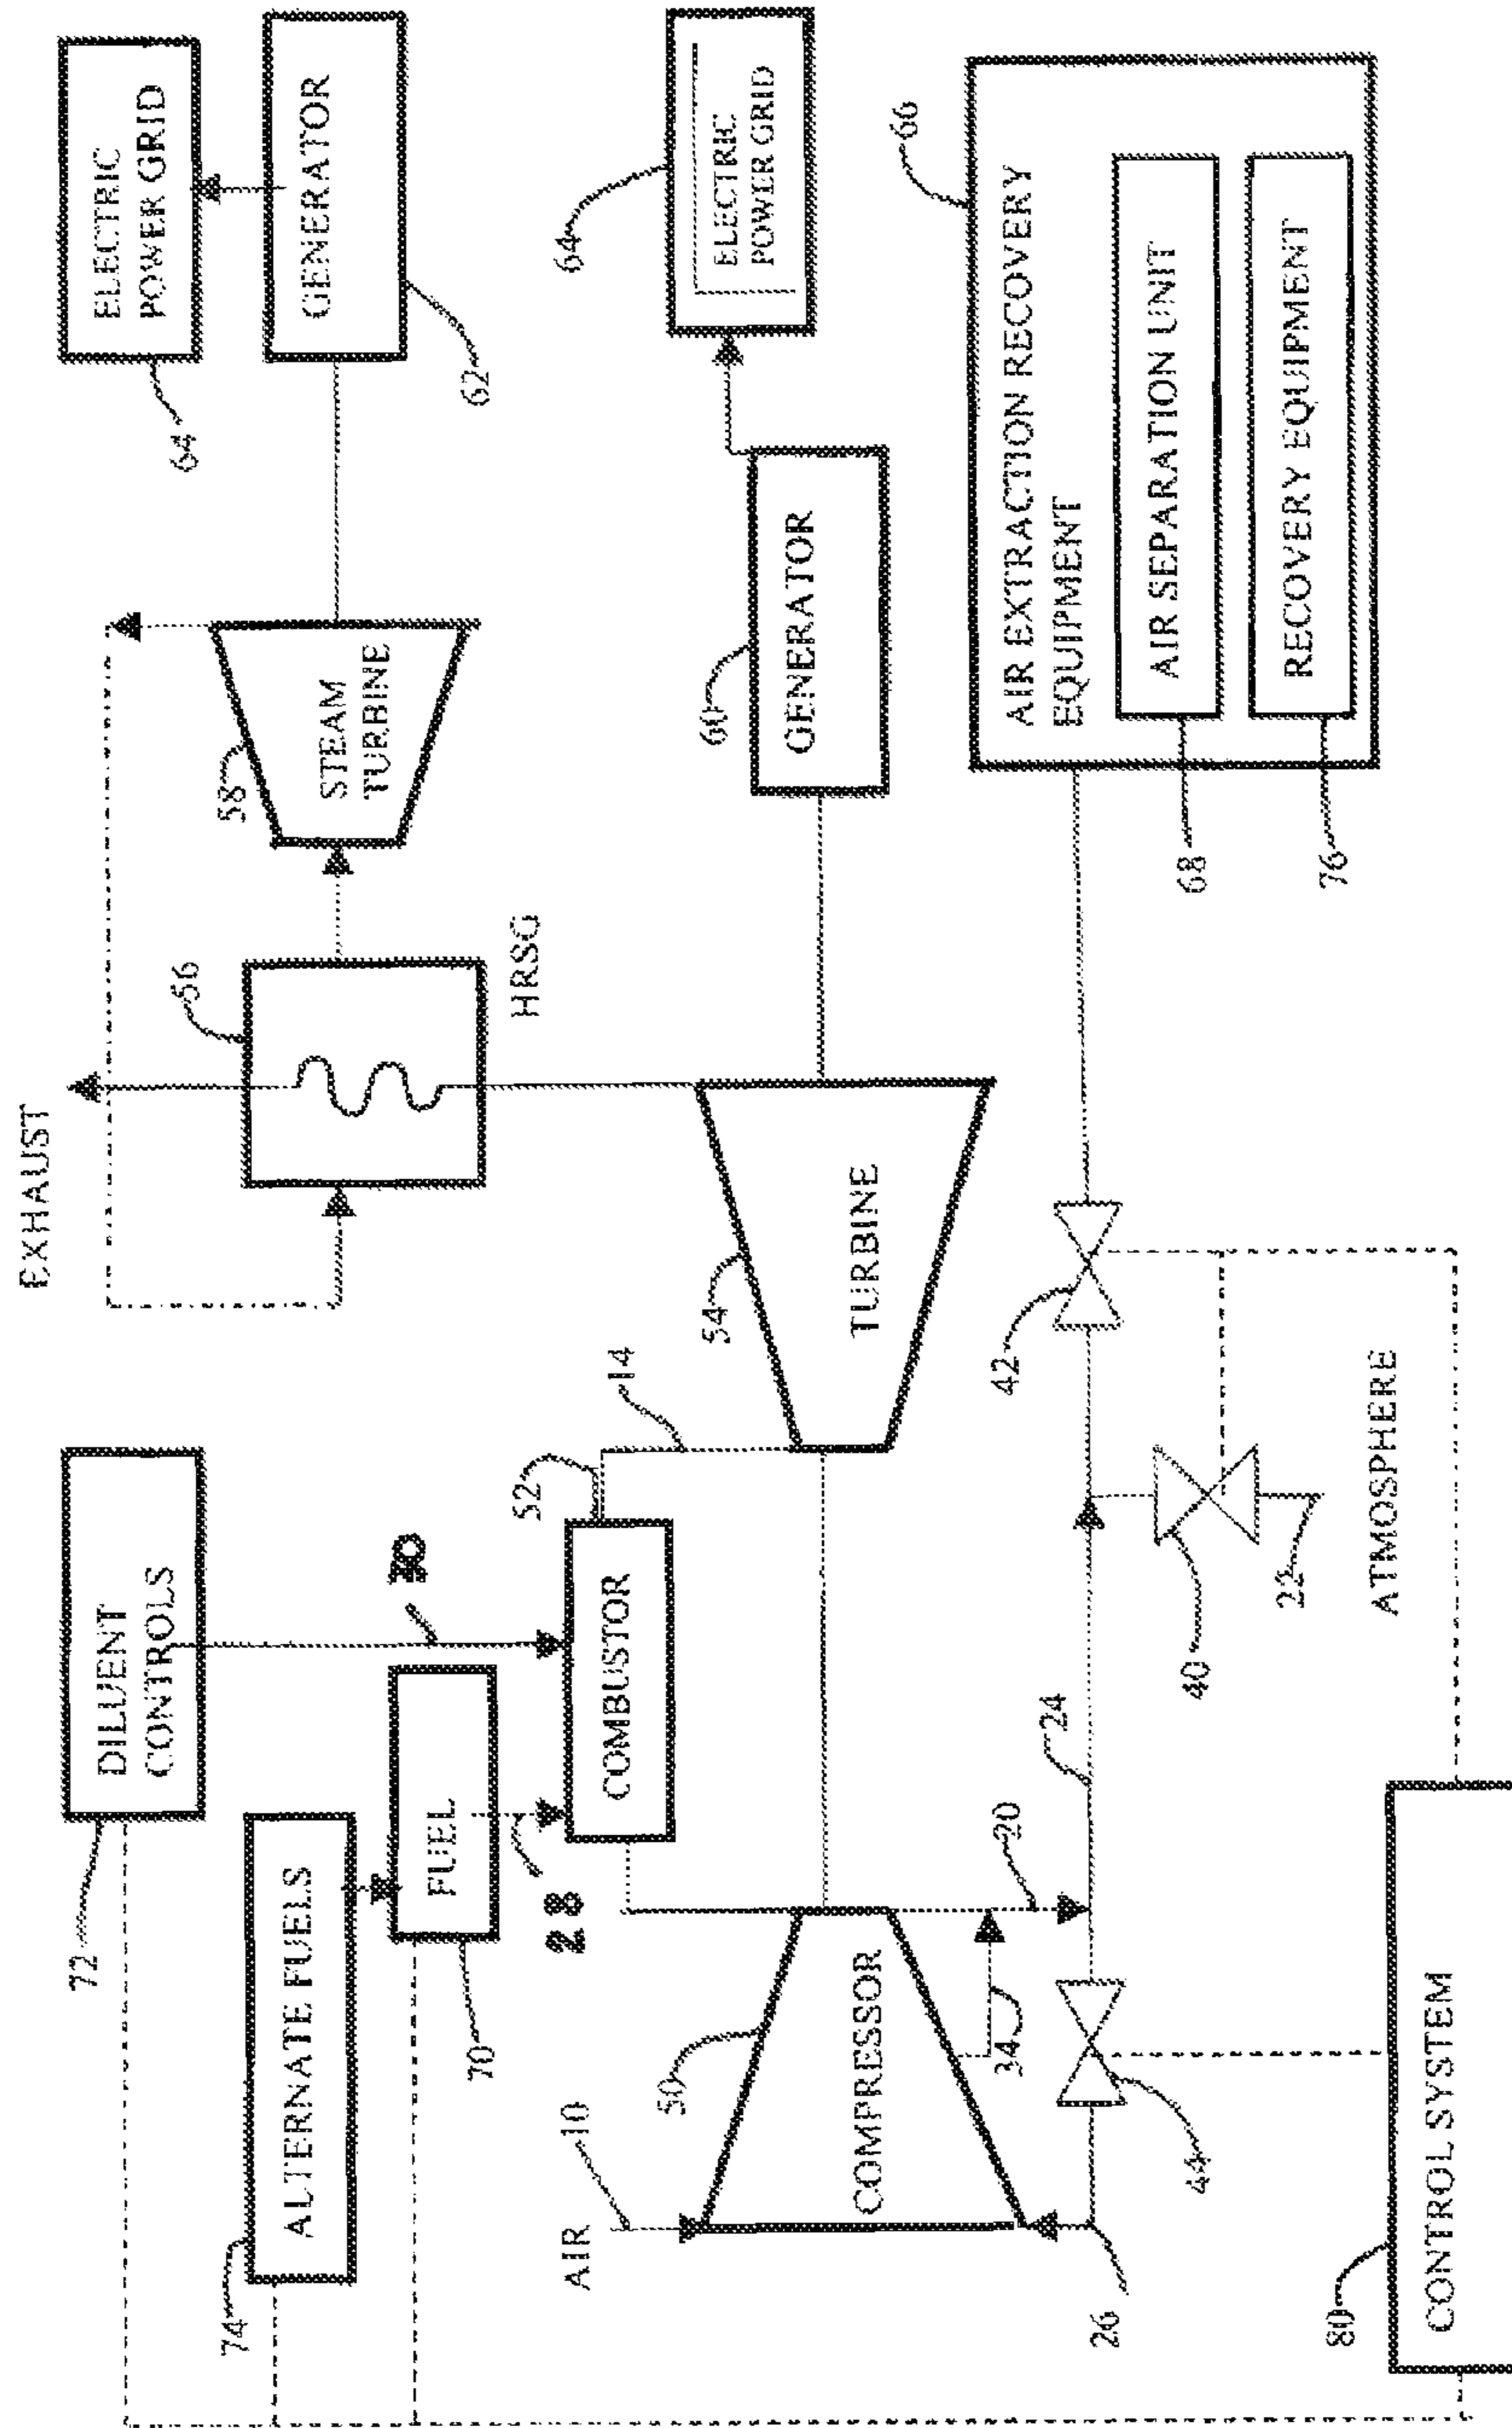 EXHAUST
72
DILUENT
CONTROLS
74
ALTERNATE FUELS
30
FUEL
70
28
COMBUSTOR
52
14
56
HRSG
58
STEAM
TURBINE
GENERATOR
62
ELECTRIC
POWER GRID
64
AIR
10
50
COMPRESSOR
54
TURBINE
60
GENERATOR
64
ELECTRIC
POWER GRID
34
20
24
26
44
40
22
42
ATMOSPHERE
66
AIR EXTRACTION RECOVERY
EQUIPMENT
AIR SEPARATION UNIT
68
RECOVERY EQUIPMENT
76
80
CONTROL SYSTEM